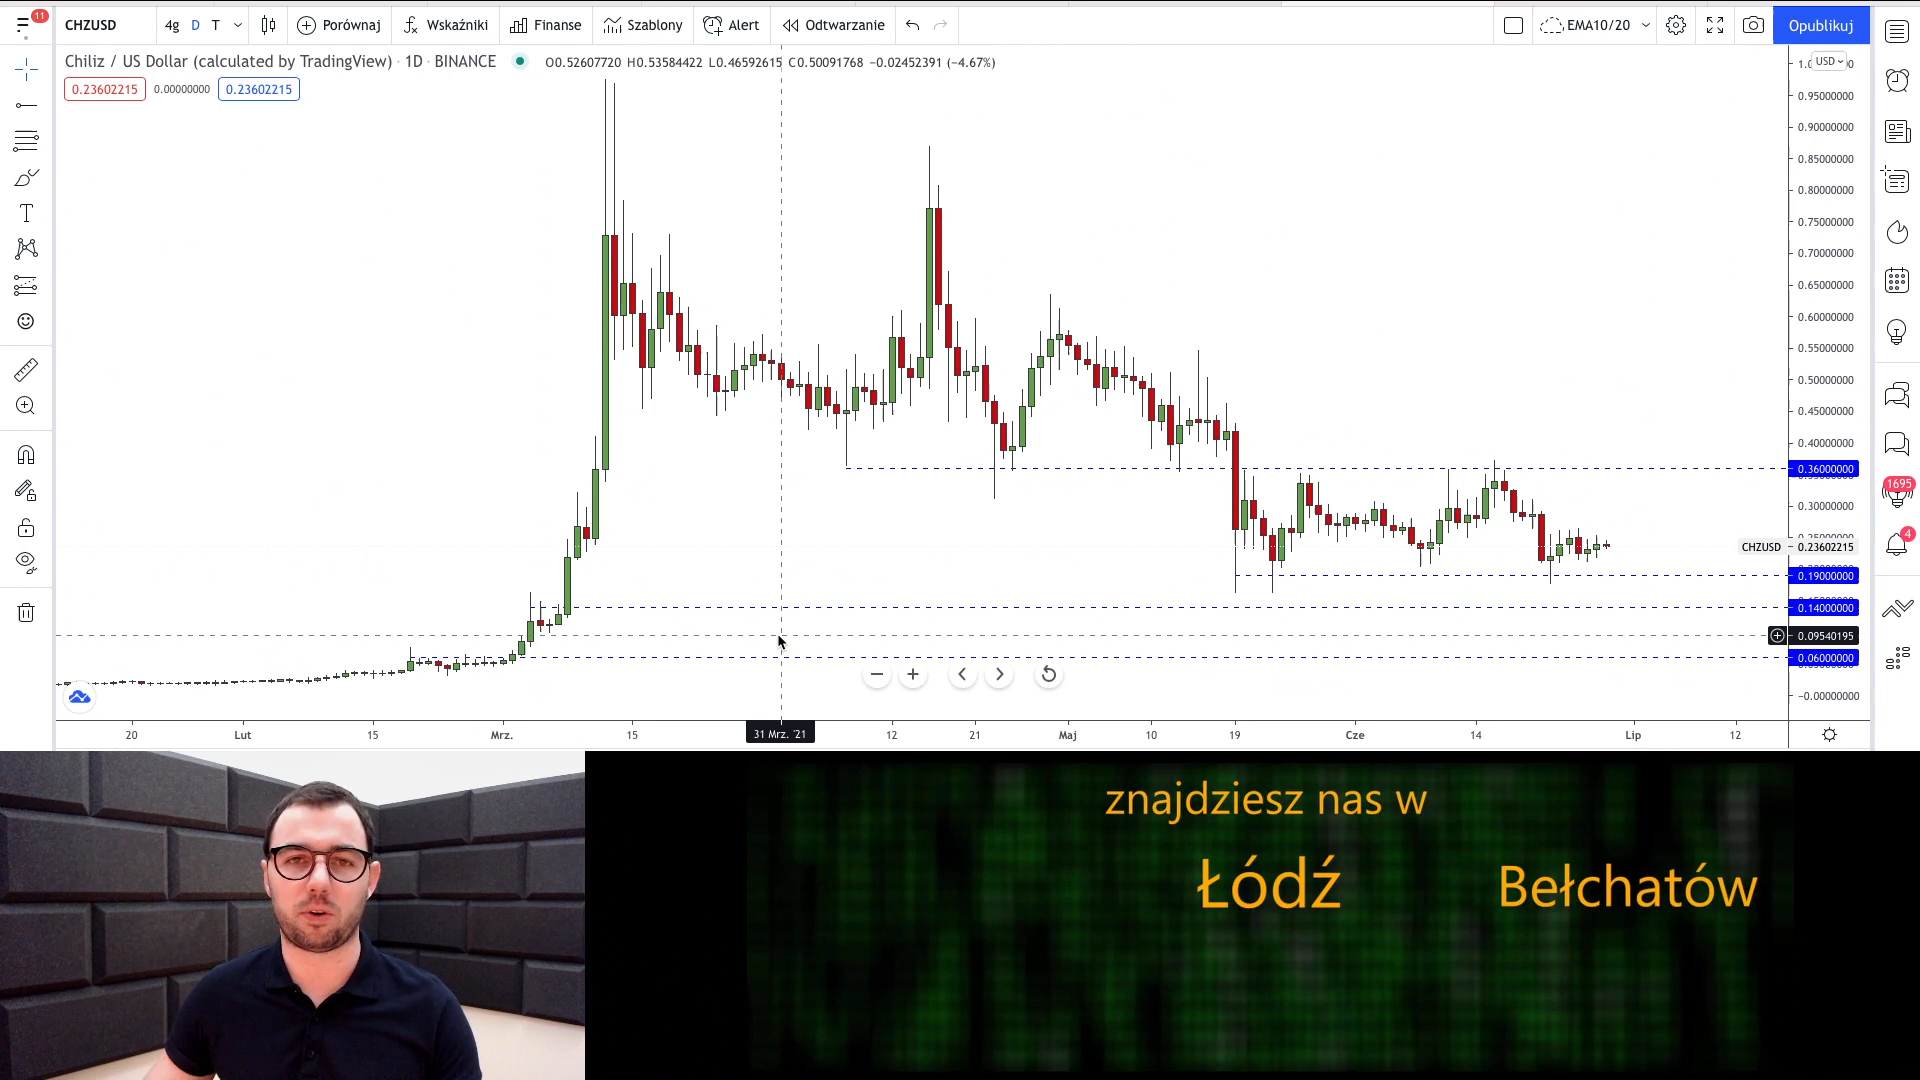 11
CHZUSD
4g D T
Porównaj
Wskaźniki
Finanse
Szablony
Alert
Odtwarzanie
EMA10/20
Opublikuj
Chiliz / US Dollar (calculated by TradingView) · 1D · BINANCE
O0.52607720 H0.53584422 L0.46592615 C0.50091768 −0.02452391 (−4.67%)
USD
0.23602215
0.00000000
0.23602215
0.95000000
0.90000000
0.85000000
0.80000000
0.75000000
0.70000000
0.65000000
0.60000000
0.55000000
0.50000000
0.45000000
0.40000000
0.36000000
0.30000000
CHZUSD
0.23602215
0.19000000
0.14000000
0.09540195
0.06000000
−0.00000000
1695
4
20
Lut
15
Mrz.
15
31 Mrz. '21
12
21
Maj
10
19
Cze
14
Lip
12
znajdziesz nas w
Łódź
Bełchatów